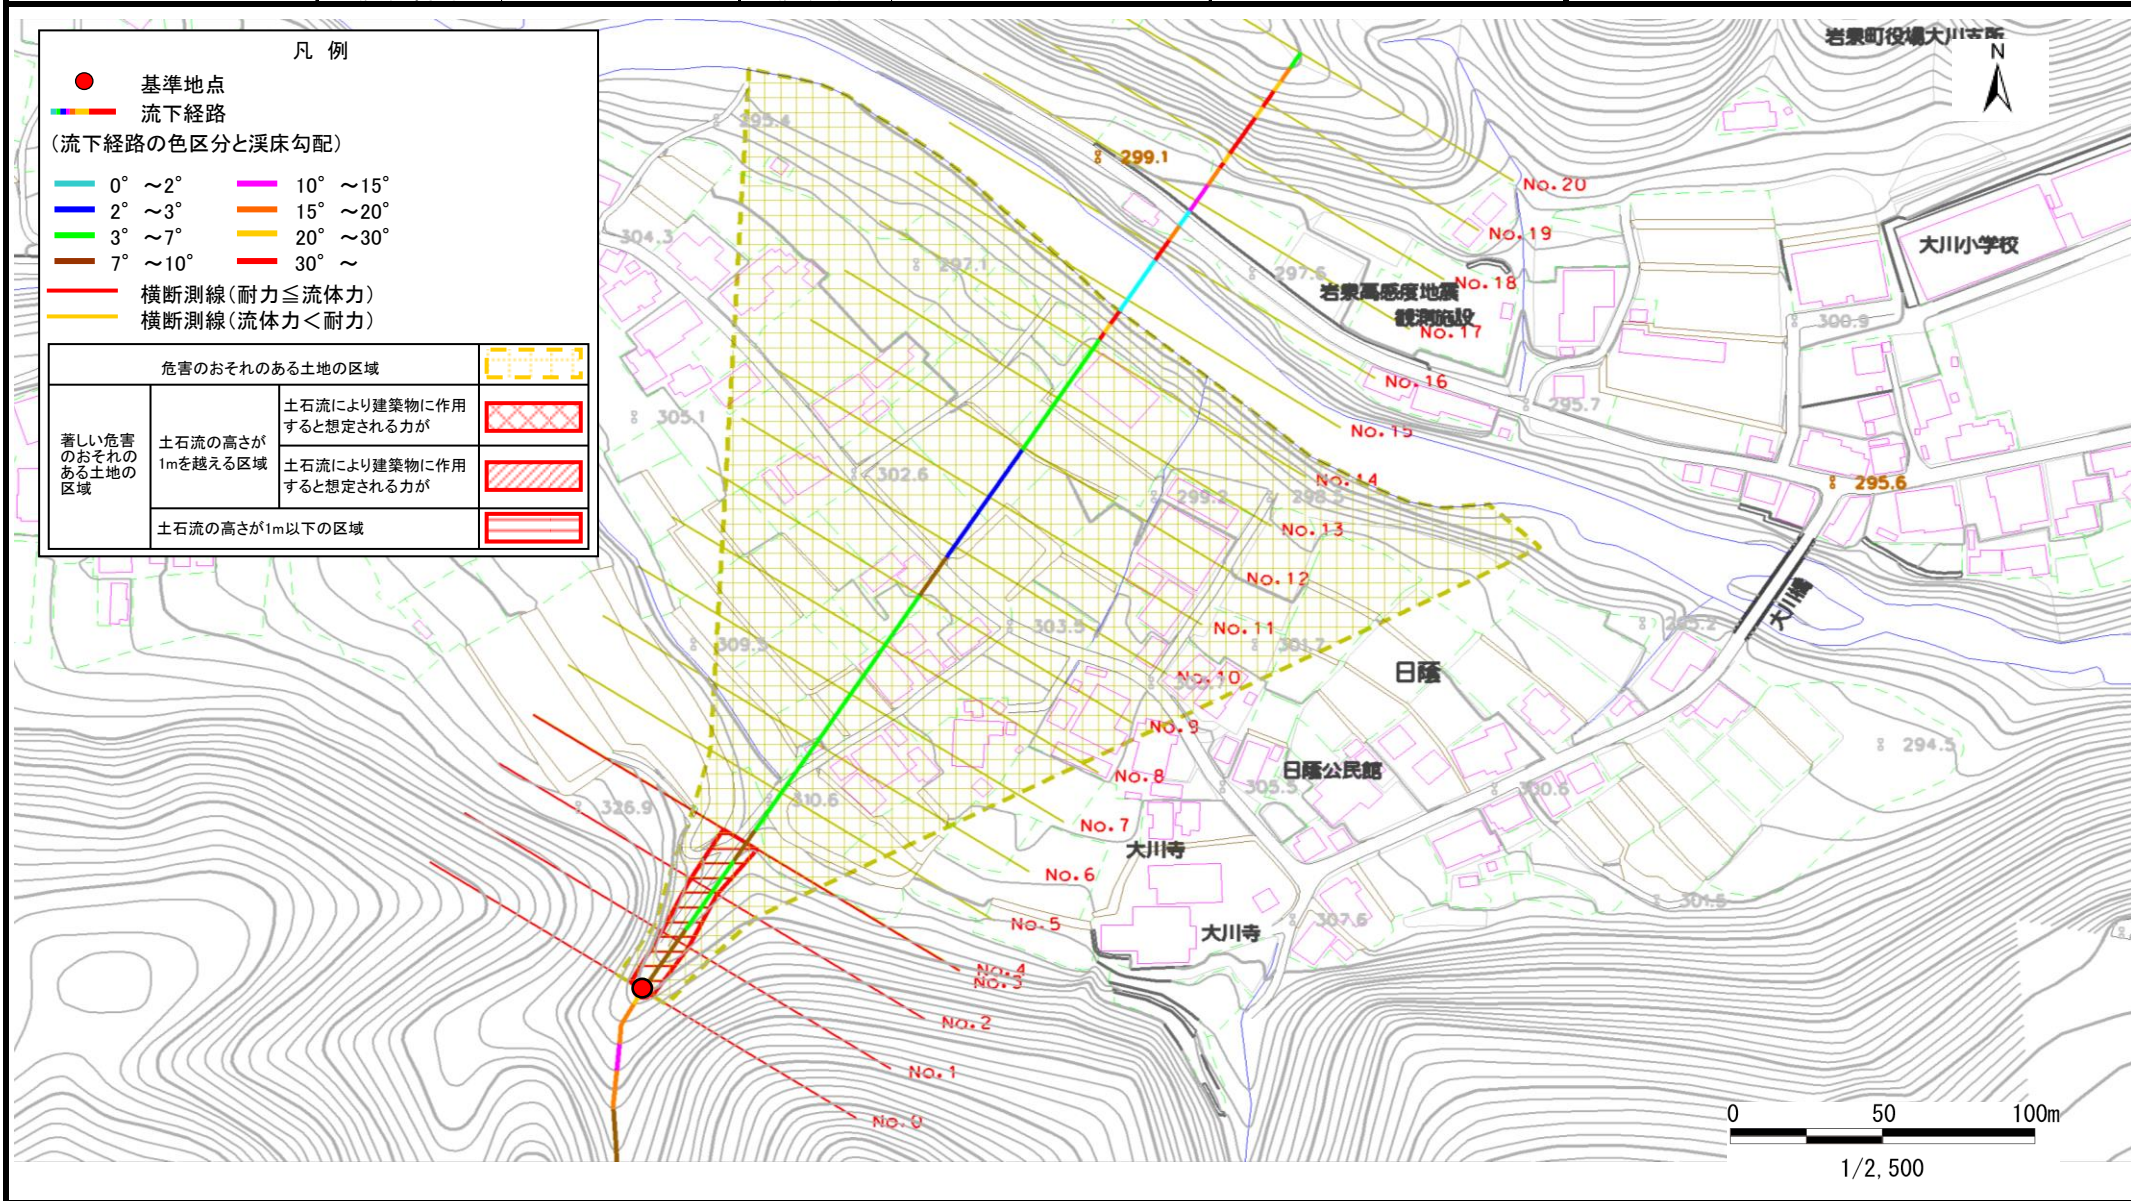 凡 例
基準地点
流下経路
(流下経路の色区分と渓床勾配)
0° ～2°
10° ～15°
2° ～3°
15° ～20°
3° ～7°
20° ～30°
7° ～10°
30° ～
横断測線(耐力≦流体力)
横断測線(流体力＜耐力)
危害のおそれのある土地の区域
著しい危害
のおそれの
ある土地の
区域
土石流の高さが
1mを越える区域
土石流により建築物に作用
すると想定される力が
土石流により建築物に作用
すると想定される力が
土石流の高さが1m以下の区域
岩泉町役場大川支所
N
295.4
299.1
No.20
304.3
No.19
大川小学校
297.1
297.6
No.18
岩泉高感度地震
観測施設
No.17
300.9
No.16
295.7
305.1
No.15
302.6
No.14
299.2
298.5
295.6
No.13
No.12
大川橋
303.5
No.11
295.2
309.3
301.7
日蔭
No.10
No.9
294.5
No.8
日蔭公民館
305.5
300.6
310.6
326.9
No.7
大川寺
No.6
301.5
307.6
No.5
大川寺
No.4
No.3
No.2
No.1
No.0
0 50 100m
1/2,500